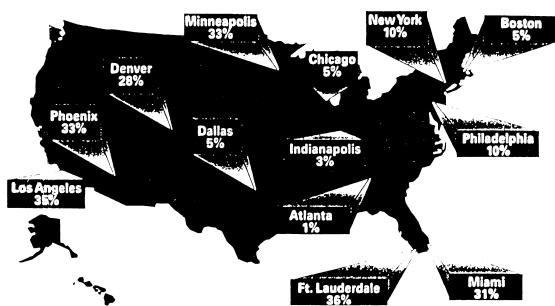 Minneapolis
33%
New York
10%
Boston
5%
Chicago
5%
Denver
28%
Phoenix
33%
Dallas
5%
Indianapolis
3%
Philadelphia
10%
Los Angeles
35%
Atlanta
1%
Ft. Lauderdale
36%
Miami
31%